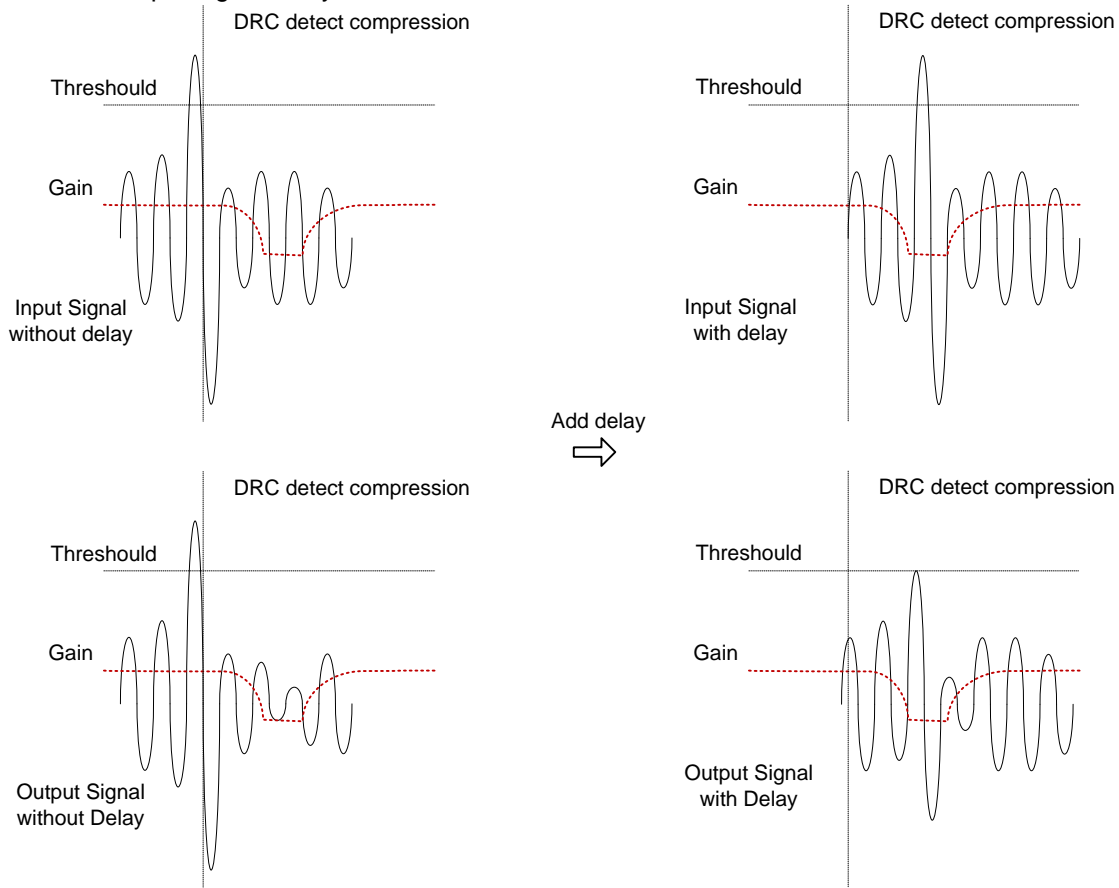 DRC detect compression
Threshould
Gain
Input Signal
without delay
DRC detect compression
Threshould
Gain
Input Signal
with delay
Add delay
DRC detect compression
Threshould
Gain
Output Signal
without Delay
DRC detect compression
Threshould
Gain
Output Signal
with Delay